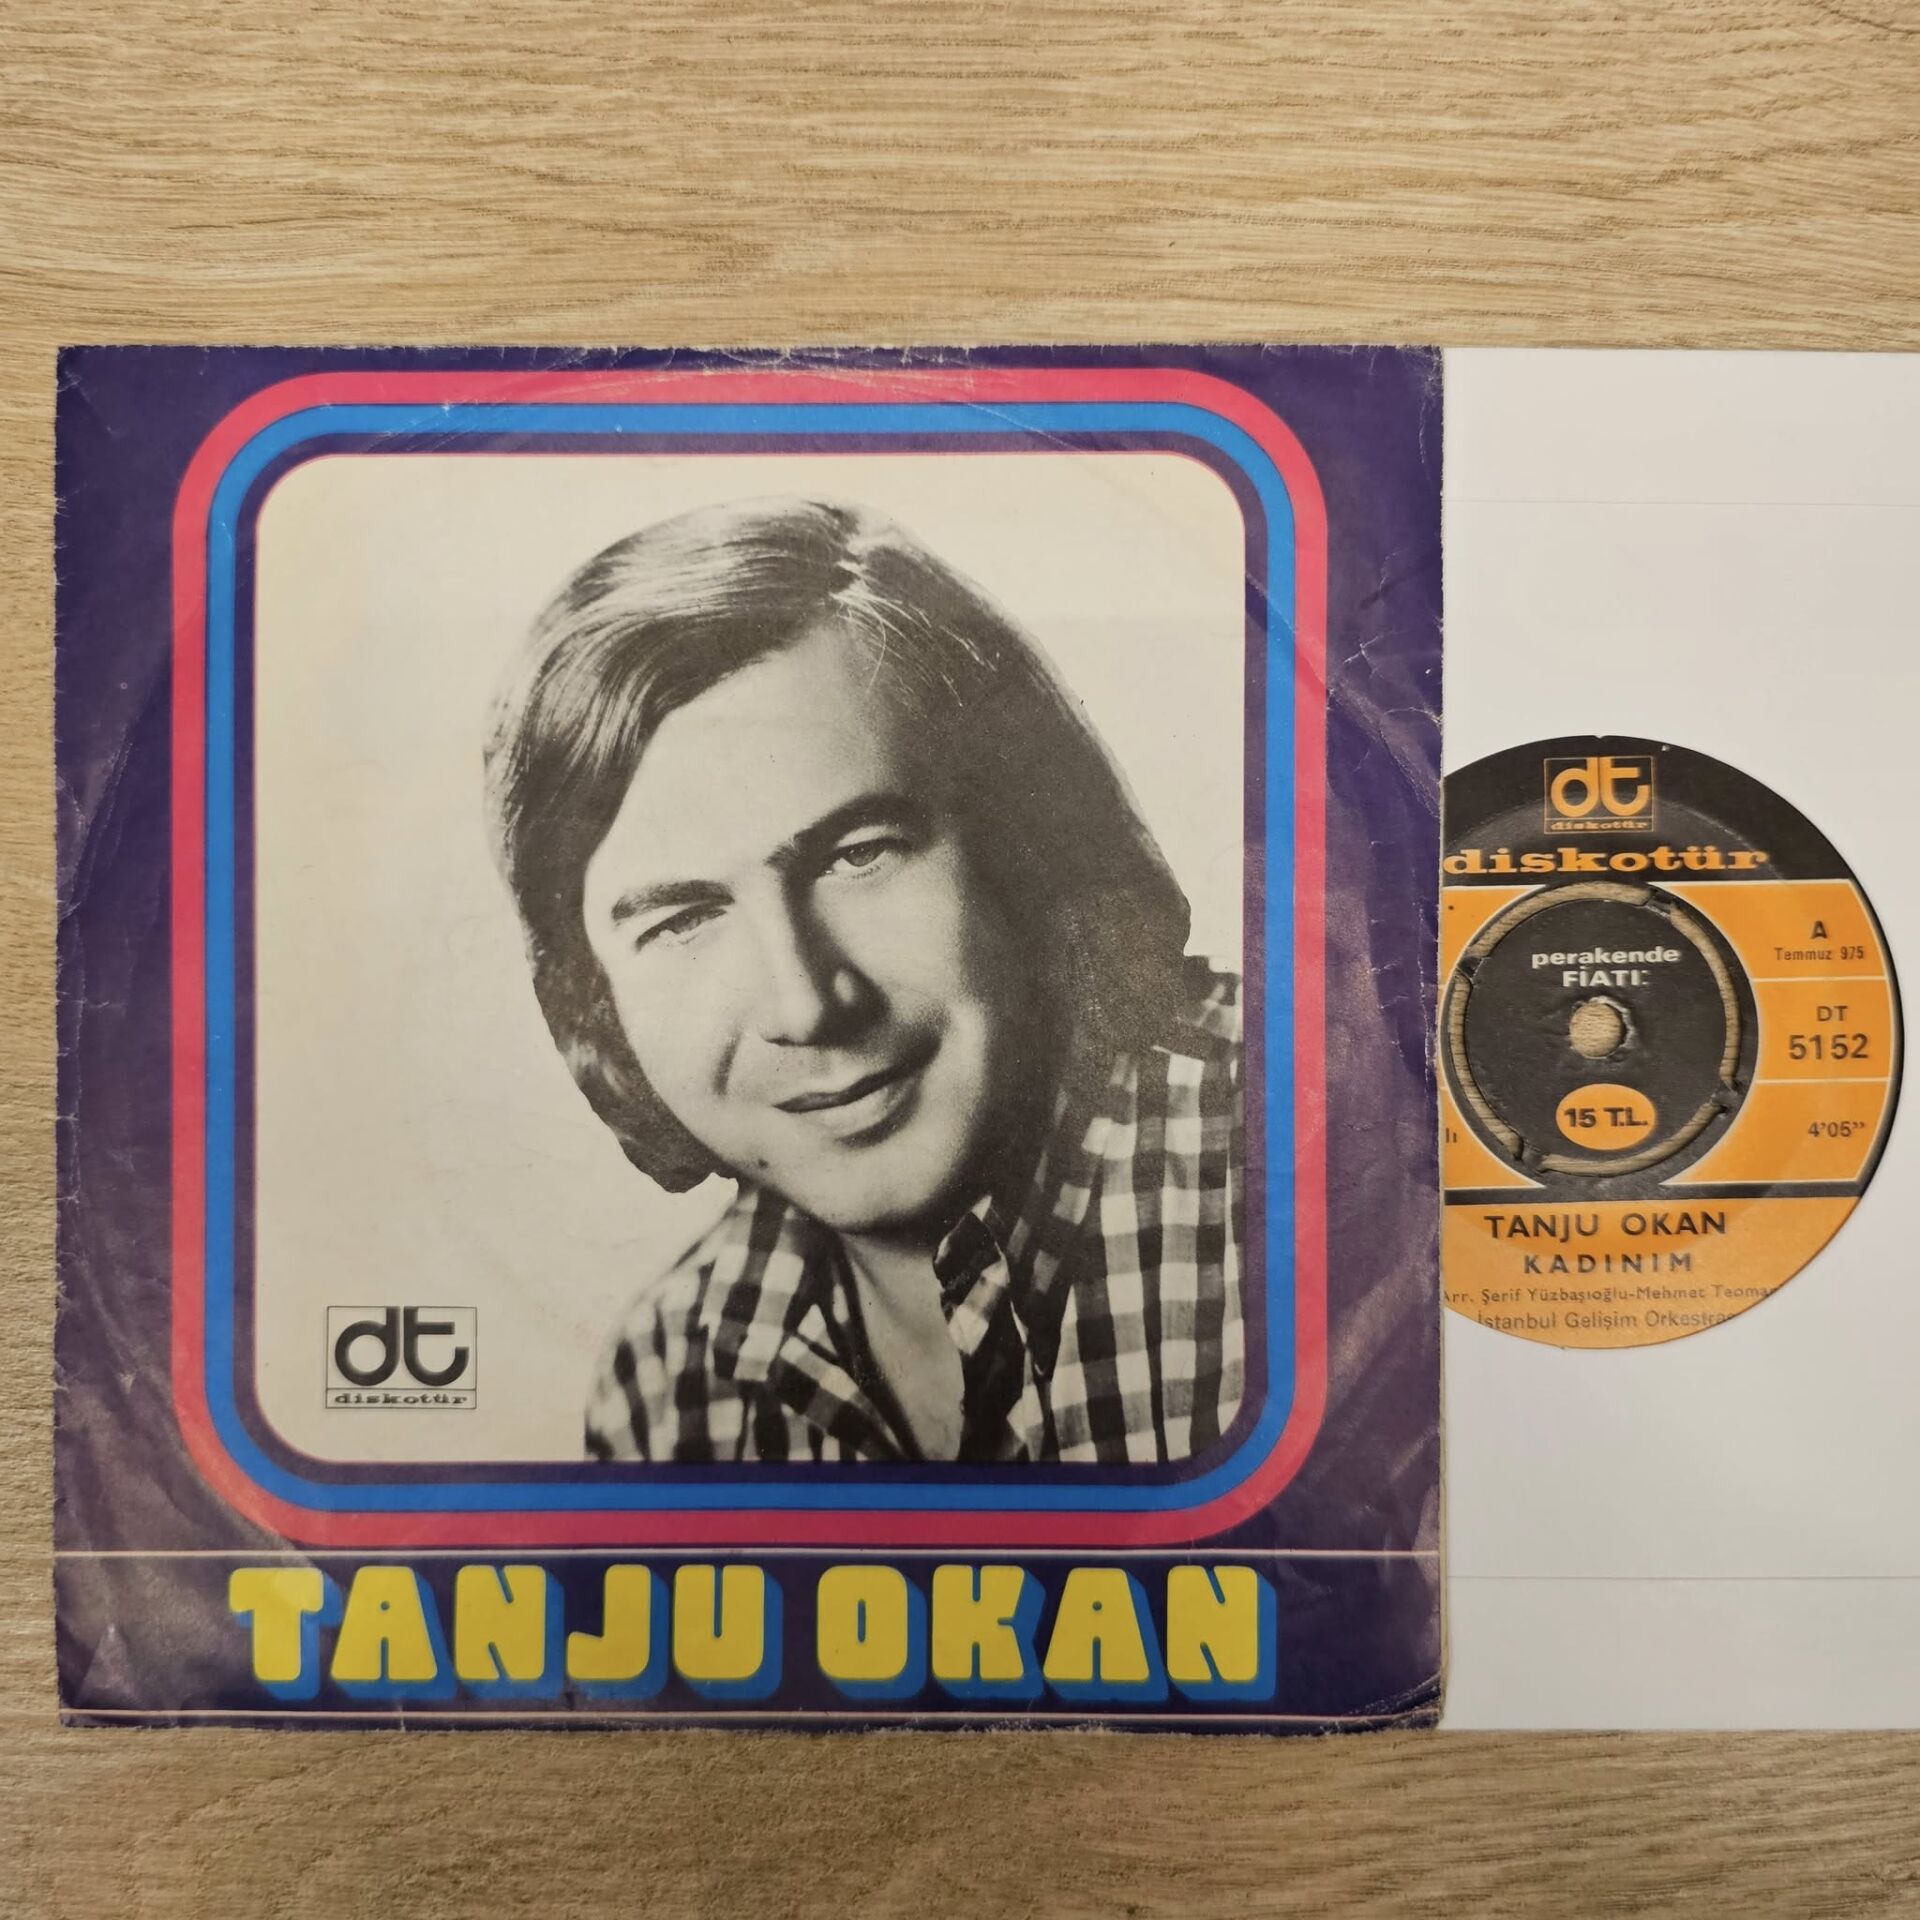 dt
diskotür
TANJU OKAN
dt
diskotür
diskotür
perakende
FİATI:
15 T.L.
A
Temmuz 975
DT
5152
4'05"
TANJU OKAN
KADINIM
Arr. Şerif Yüzbaşıoğlu-Mehmet Teoman
İstanbul Gelişim Orkestrası